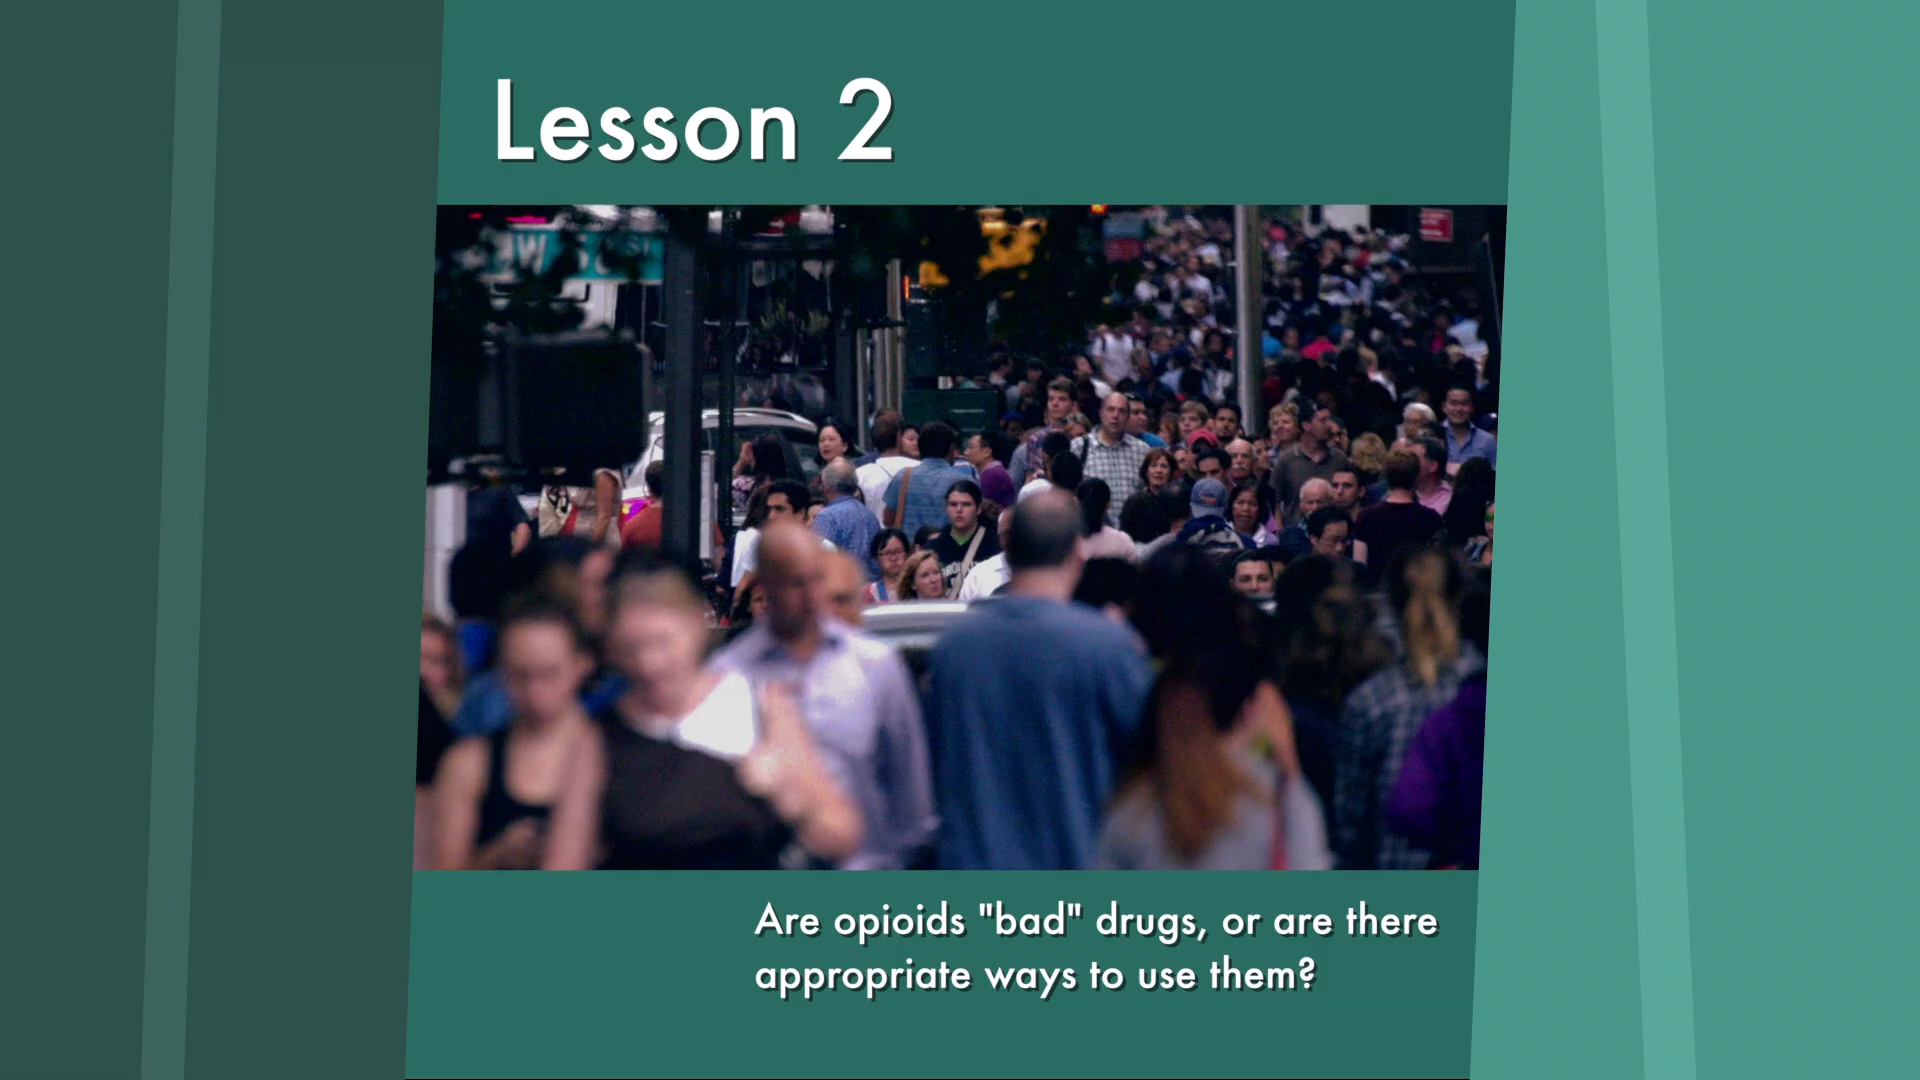 Lesson 2
W
Are opioids "bad" drugs, or are there
appropriate ways to use them?